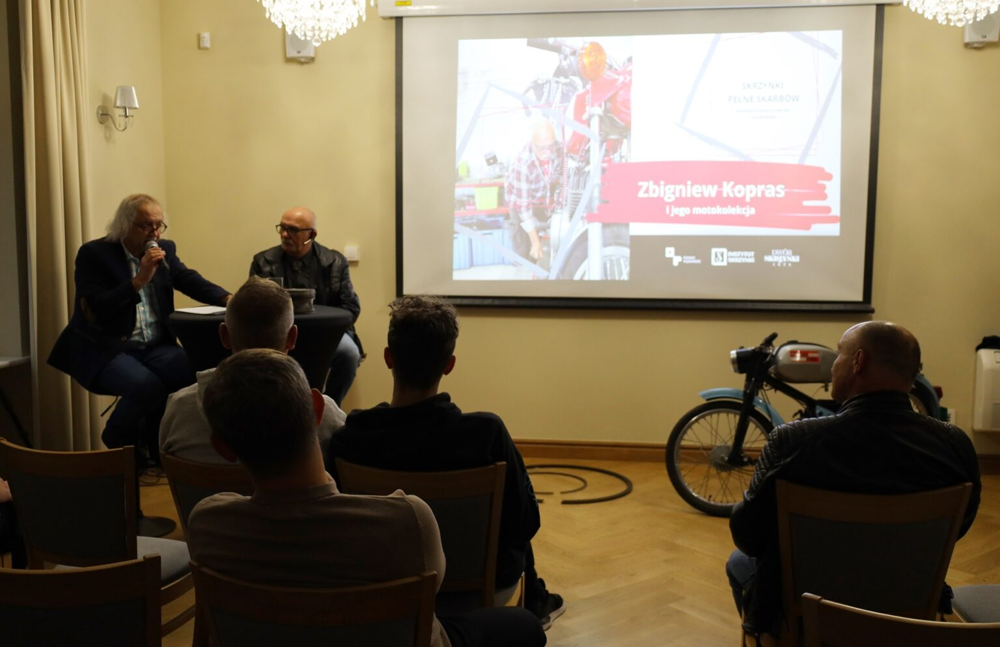 SKRZYNKI
PEŁNE SKARBÓW
Zbigniew Kopras
i jego motokolekcja
INSTYTUT
SKRZYNKI
DWÓR
SKRZYNKI